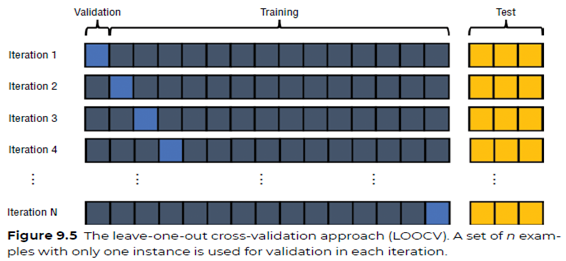 Validation Training Test
Iteration 1
Iteration 2
Iteration 3
Iteration 4
⋮ ⋮ ⋮ ⋮ ⋮
Iteration N
Figure 9.5 The leave-one-out cross-validation approach (LOOCV). A set of n exam-
ples with only one instance is used for validation in each iteration.